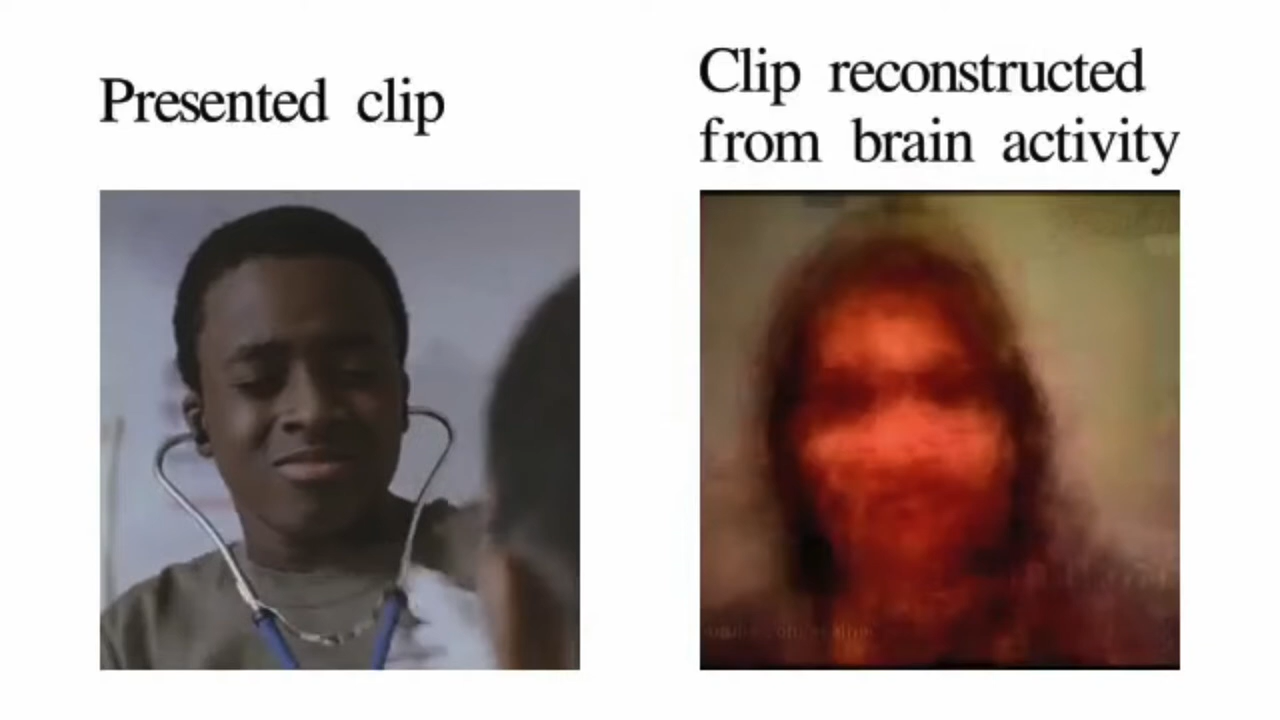 Presented clip
Clip reconstructed
from brain activity